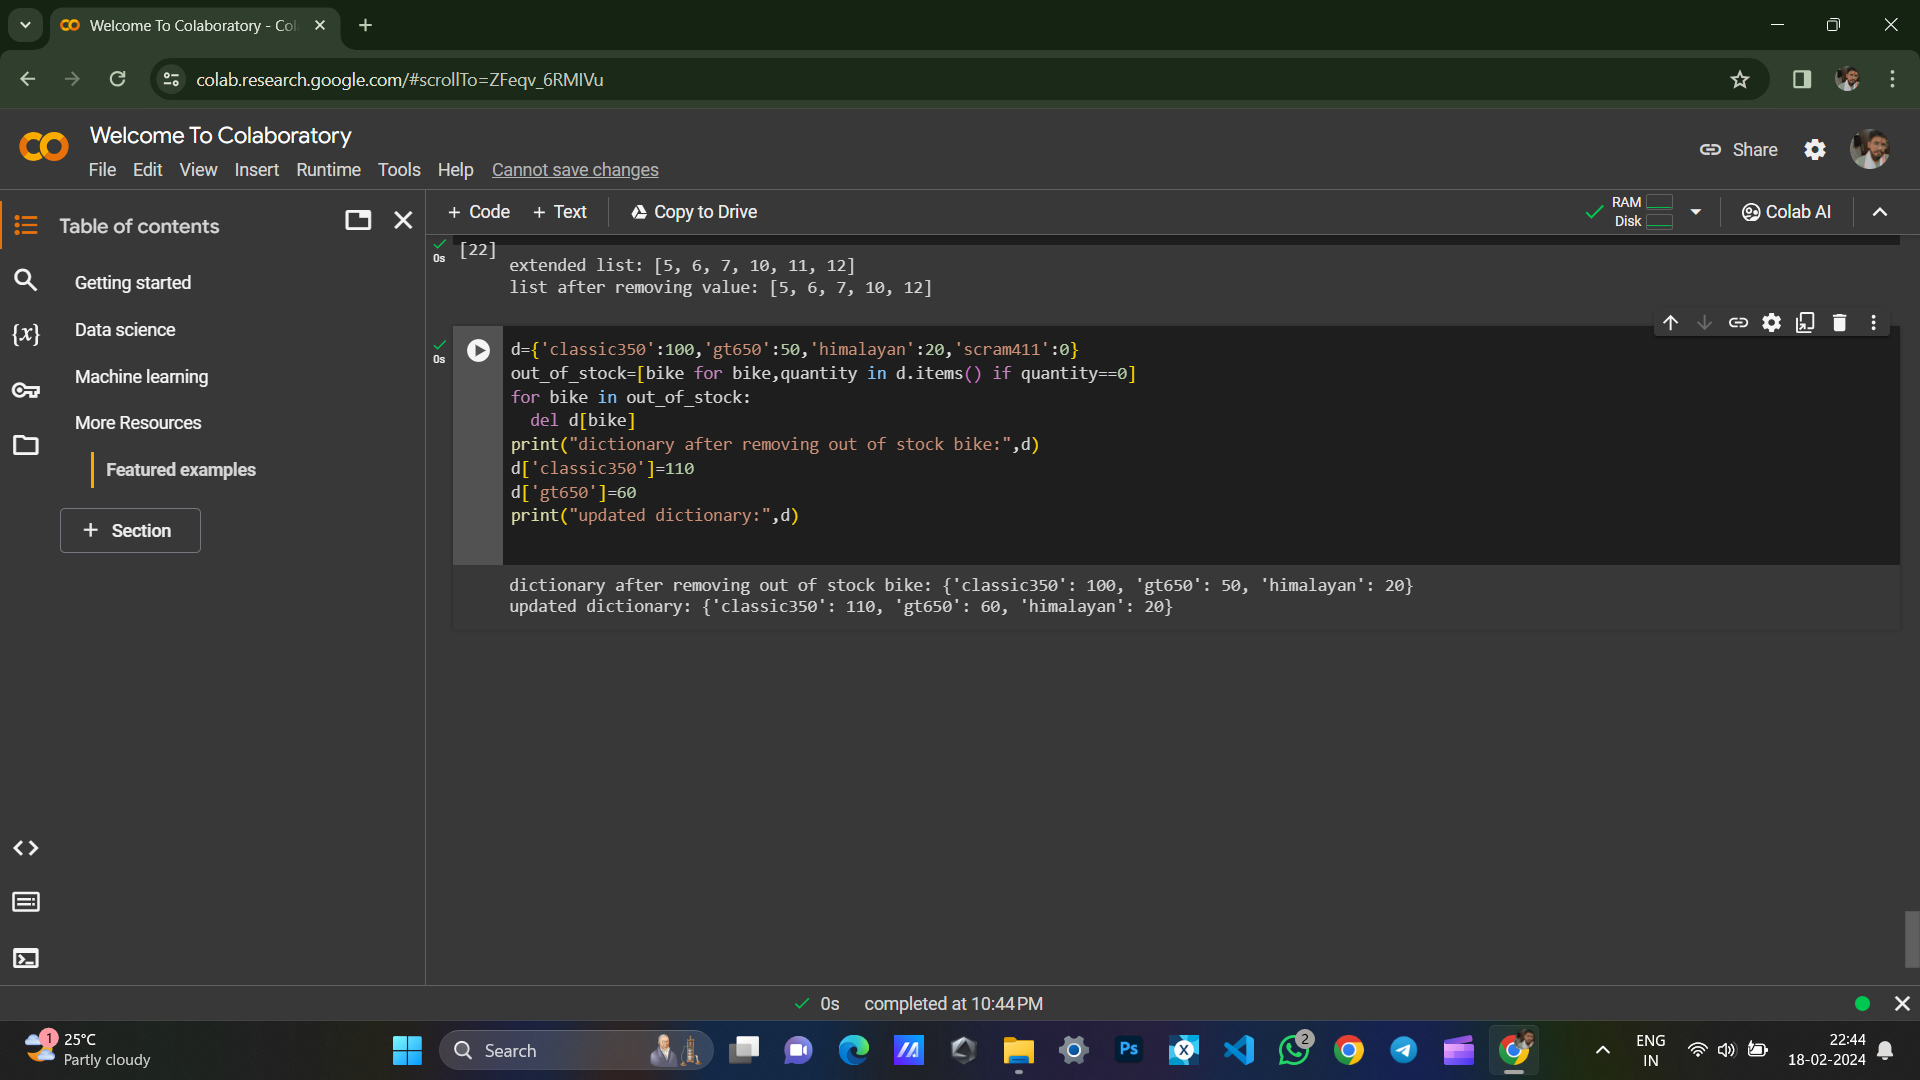 Welcome To Colaboratory - Col
colab.research.google.com/#scrollTo=ZFeqv_6RMIVu
Welcome To Colaboratory
File Edit View Insert Runtime Tools Help Cannot save changes
Share
Table of contents
+ Code + Text Copy to Drive
RAM
Disk
Colab AI
Getting started
Data science
Machine learning
More Resources
Featured examples
+ Section
0s
[22]
extended list: [5, 6, 7, 10, 11, 12]
list after removing value: [5, 6, 7, 10, 12]
{x}
0s
d={'classic350':100,'gt650':50,'himalayan':20,'scram411':0}
out_of_stock=[bike for bike,quantity in d.items() if quantity==0]
for bike in out_of_stock:
  del d[bike]
print("dictionary after removing out of stock bike:",d)
d['classic350']=110
d['gt650']=60
print("updated dictionary:",d)
dictionary after removing out of stock bike: {'classic350': 100, 'gt650': 50, 'himalayan': 20}
updated dictionary: {'classic350': 110, 'gt650': 60, 'himalayan': 20}
0s completed at 10:44 PM
1
25°C
Partly cloudy
Search
Ps
X
2
ENG
IN
22:44
18-02-2024